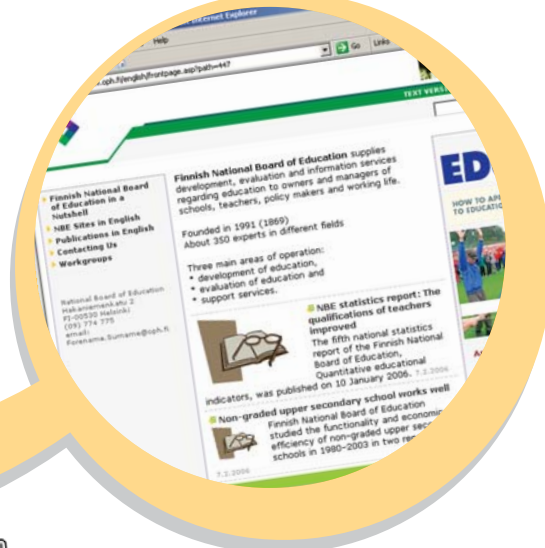 Internet Explorer
Help
Go Links
oph.fi/english/frontpage.asp?path=447
TEXT VERS
Finnish National Board
of Education in a
Nutshell
NBE Sites in English
Publications in English
Contacting Us
Workgroups
National Board of Education
Hakaniemenkatu 2
FI-00530 Helsinki
(09) 774 775
email:
Forename.Surname@oph.fi
Finnish National Board of Education supplies
development, evaluation and information services
regarding education to owners and managers of
schools, teachers, policy makers and working life.
Founded in 1991 (1869)
About 350 experts in different fields
Three main areas of operation:
* development of education,
* evaluation of education and
* support services.
NBE statistics report: The
qualifications of teachers
improved
The fifth national statistics
report of the Finnish National
Board of Education,
Quantitative educational
indicators, was published on 10 January 2006. 7.2.2006
Non-graded upper secondary school works well
Finnish National Board of Education
studied the functionality and economic
efficiency of non-graded upper sec
schools in 1980-2003 in two re
7.2.2006
ED
HOW TO AP
TO EDUCATIO